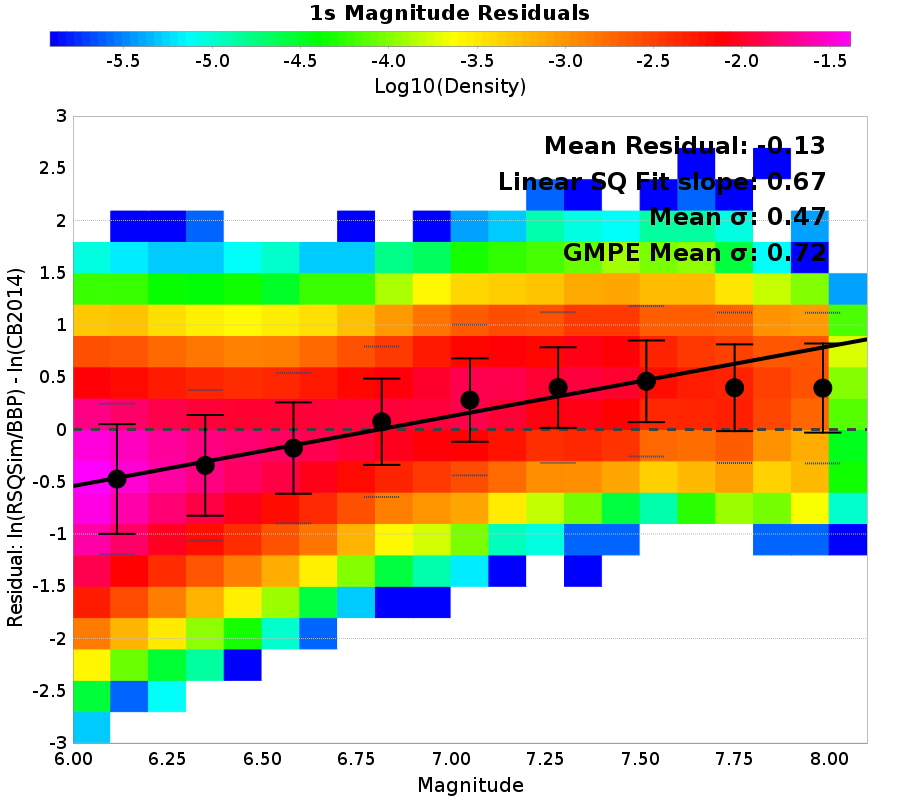 1s Magnitude Residuals
-5.5 -5.0 -4.5 -4.0 -3.5 -3.0 -2.5 -2.0 -1.5
Log10(Density)
Mean Residual: -0.13
Linear SQ Fit slope: 0.67
Mean σ: 0.47
GMPE Mean σ: 0.72
Residual: ln(RSQSim/BBP) - ln(CB2014)
3
2.5
2
1.5
1
0.5
0
-0.5
-1
-1.5
-2
-2.5
-3
6.00 6.25 6.50 6.75 7.00 7.25 7.50 7.75 8.00
Magnitude